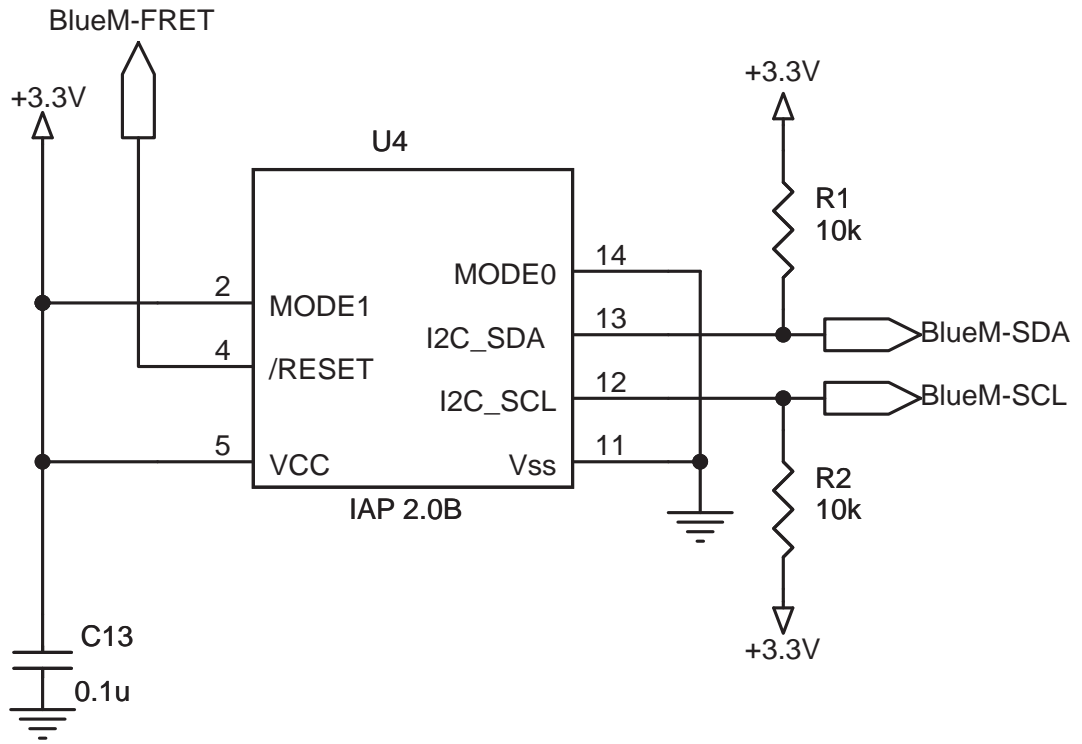 BlueM-FRET
+3.3V
+3.3V
U4
R1
10k
2
MODE1
MODE0
14
4
/RESET
I2C_SDA
13
BlueM-SDA
I2C_SCL
12
BlueM-SCL
5
VCC
Vss
11
IAP 2.0B
R2
10k
+3.3V
C13
0.1u